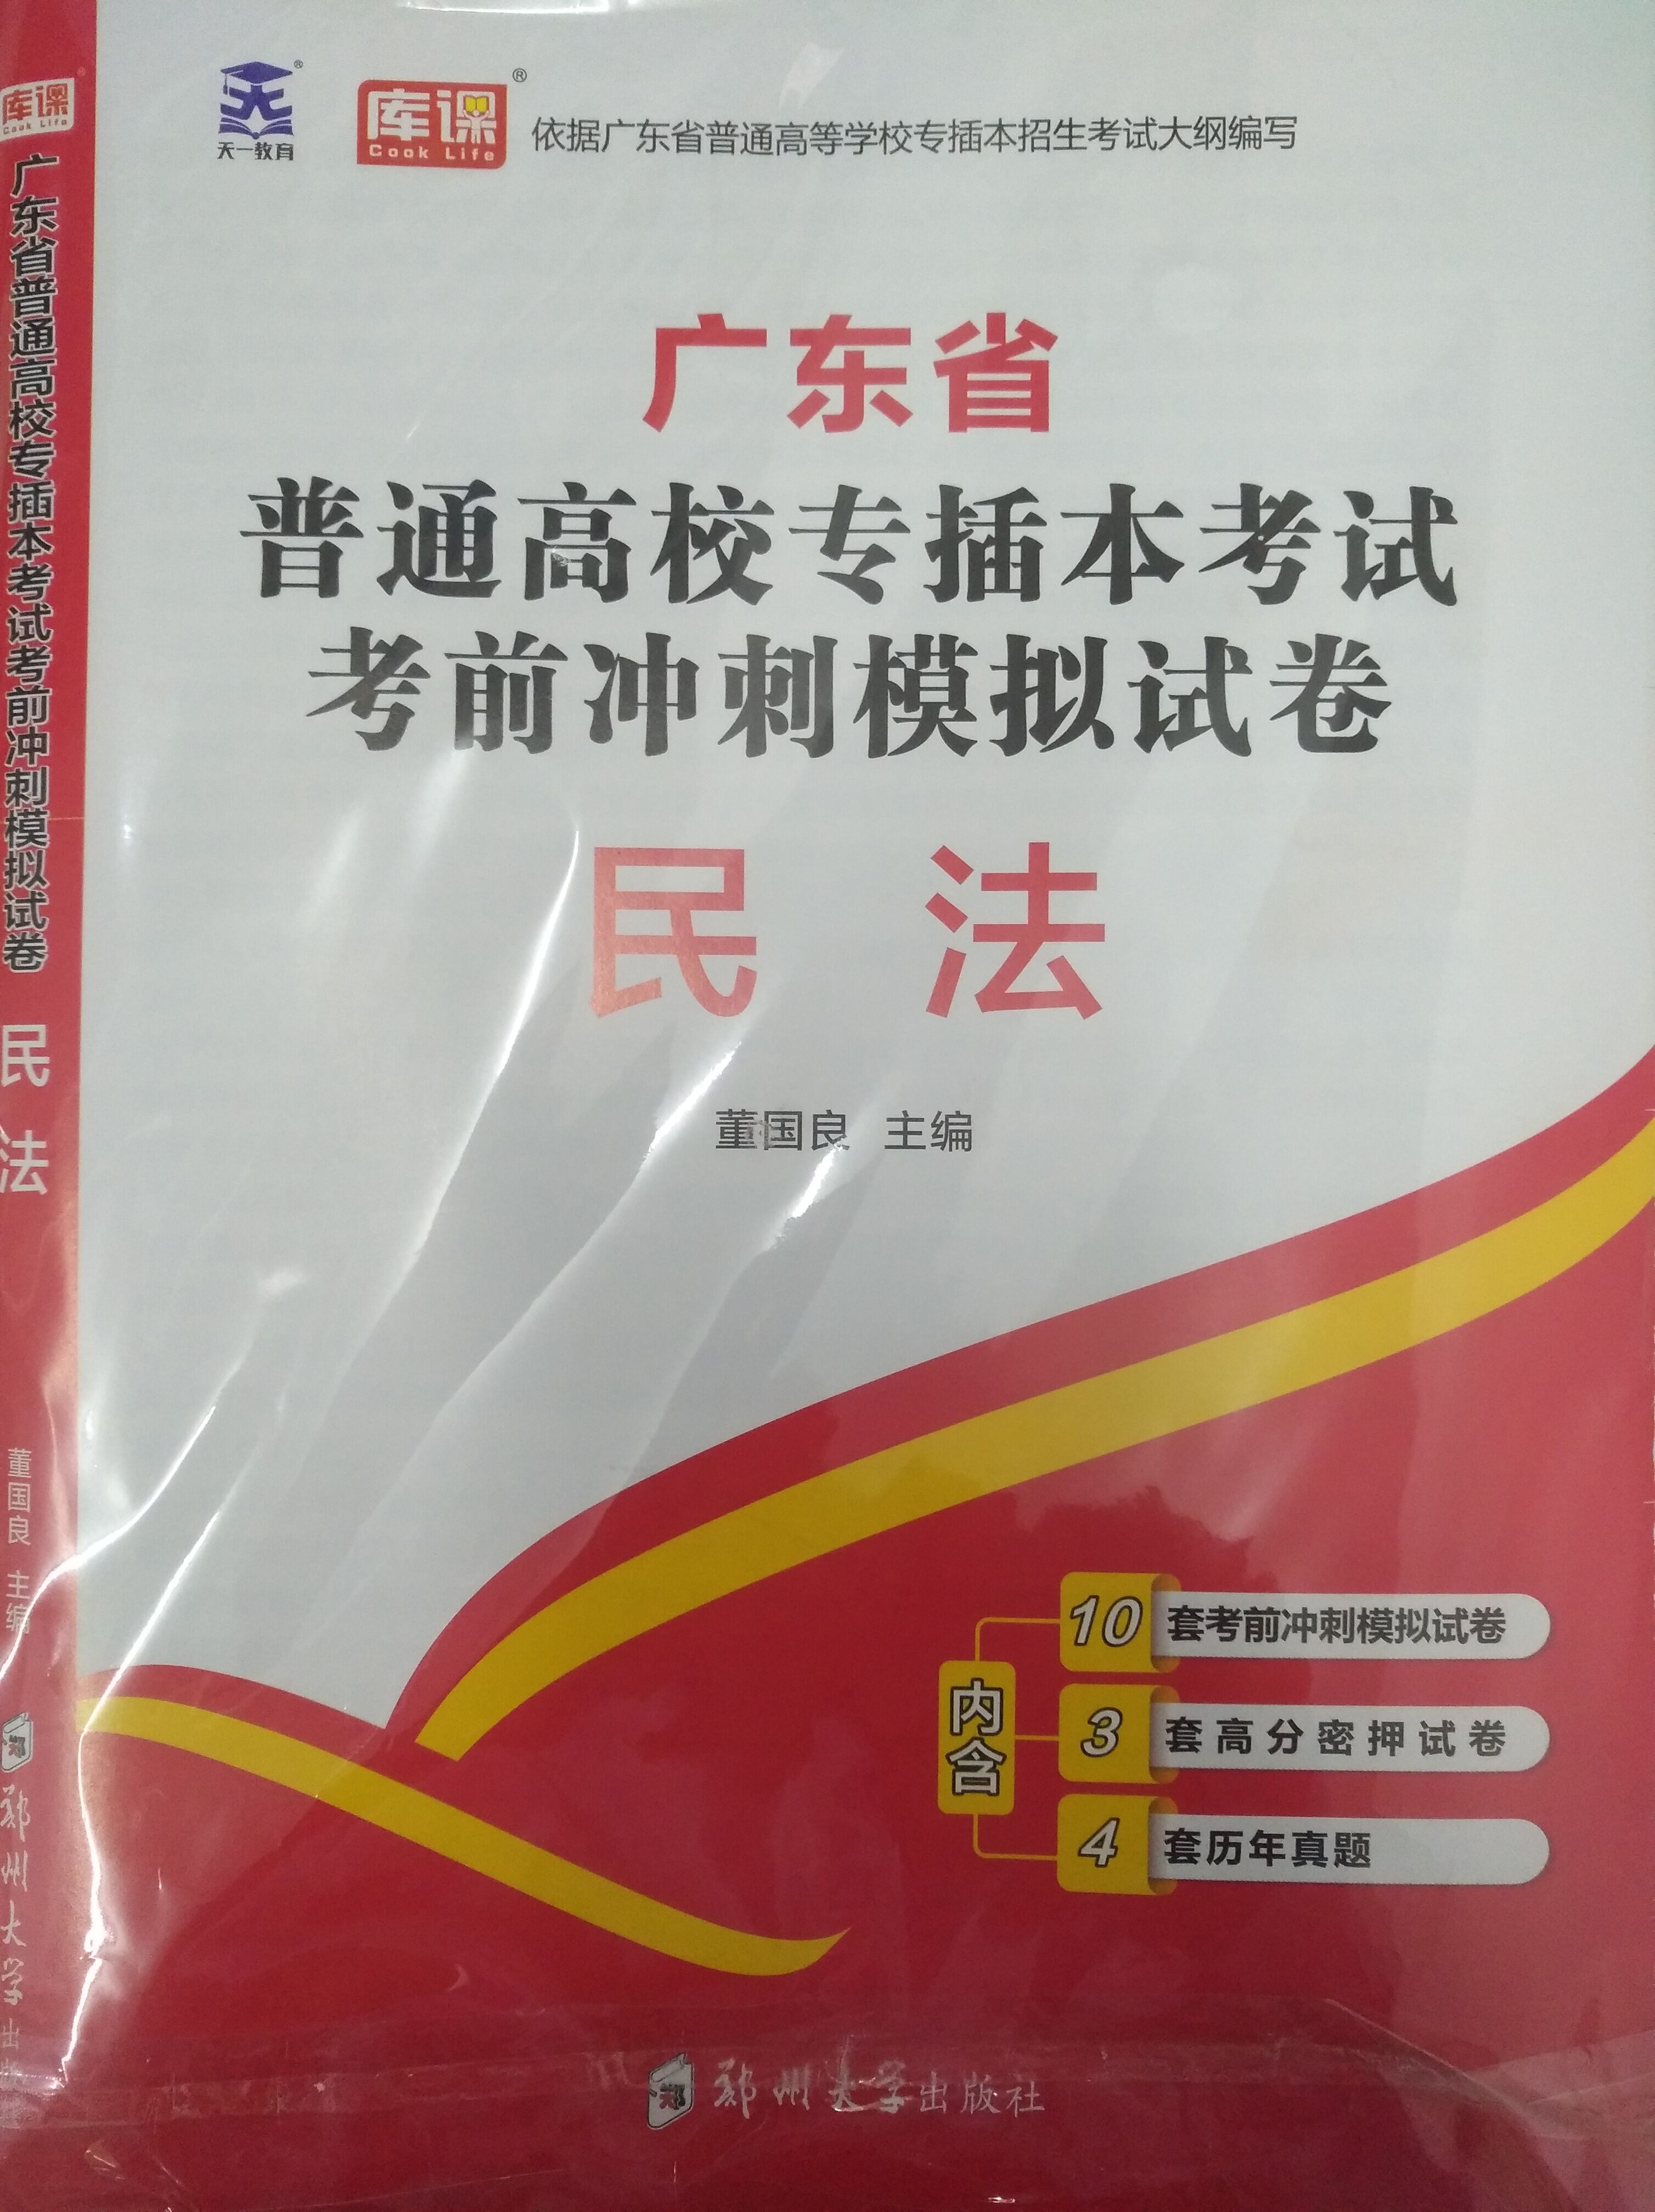 天一教育
®
库课
®
Cook Life
依据广东省普通高等学校专插本招生考试大纲编写
广东省
普通高校专插本考试
考前冲刺模拟试卷
民 法
董国良 主编
内含
10 套考前冲刺模拟试卷
3 套高分密押试卷
4 套历年真题
郑州大学出版社
库课
Cook Life
广东省普通高校专插本考试考前冲刺模拟试卷
民 法
董国良 主编
郑州大学出版